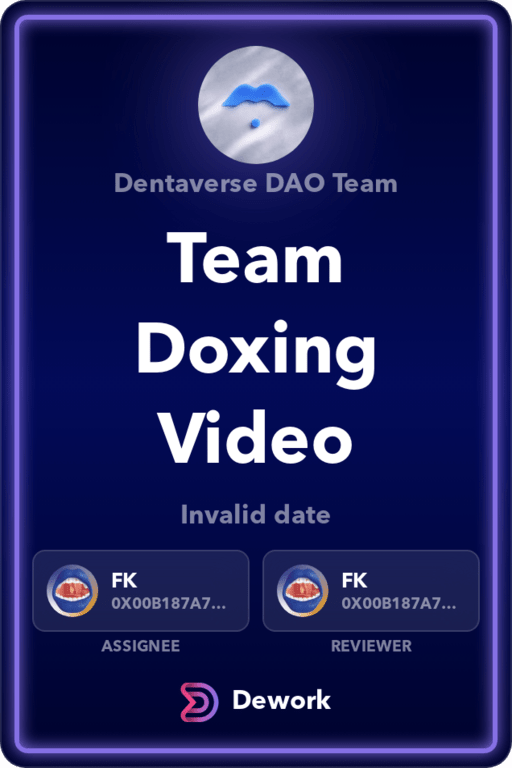 Dentaverse DAO Team
Team
Doxing
Video
Invalid date
FK
0X00B187A7...
ASSIGNEE
FK
0X00B187A7...
REVIEWER
Dework